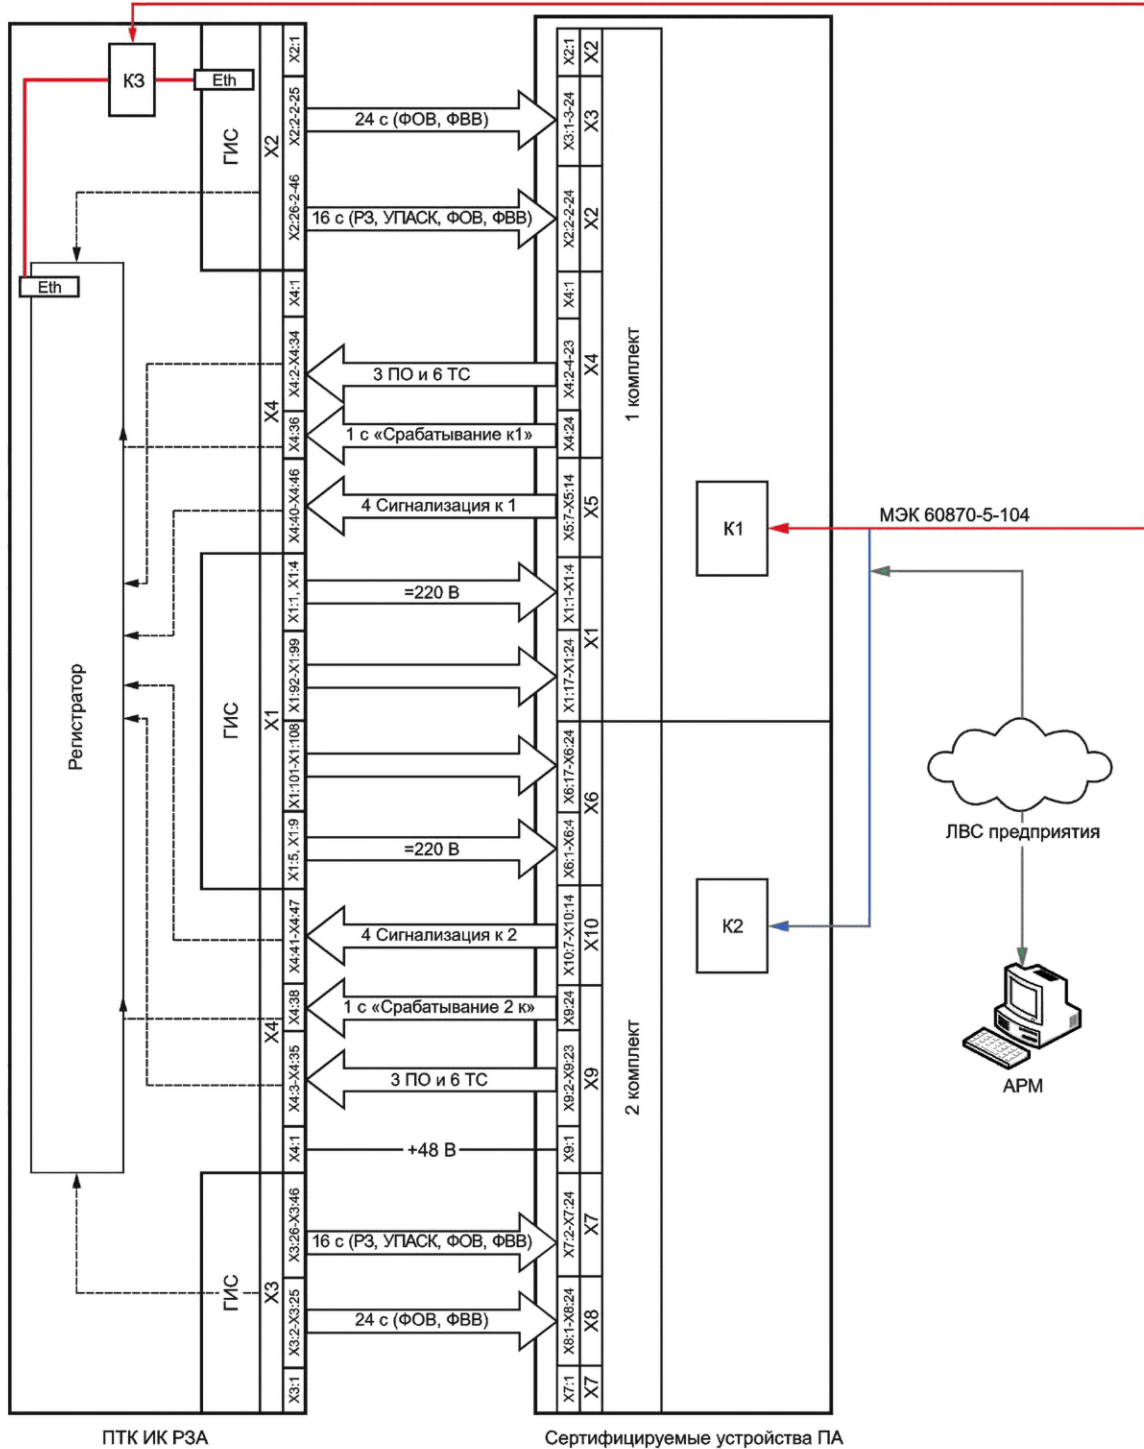 К3
Eth
ГИС
X2
X2:1
X2:2-2-25
X2:26-2-46
24 с (ФОВ, ФВВ)
16 с (РЗ, УПАСК, ФОВ, ФВВ)
X2:1
X2
X3:1-3-24
X3
X2:2-2-24
X2
Eth
X4:1
X4:2-X4:34
X4
X4:36
X4:40-X4:46
3 ПО и 6 ТС
1 с «Срабатывание к1»
4 Сигнализация к 1
X4:1
X4:2-4-23
X4
X4:24
X5:7-X5:14
X5
1 комплект
К1
МЭК 60870-5-104
Регистратор
ГИС
X1
X1:1, X1:4
X1:92-X1:99
X1:101-X1:108
X1:5, X1:9
=220 В
=220 В
X1:1-X1:4
X1:17-X1:24
X1
X6:17-X6:24
X6
X6:1-X6:4
ЛВС предприятия
К2
АРМ
X4:41-X4:47
X4:38
X4
X4:3-X4:35
X4:1
4 Сигнализация к 2
1 с «Срабатывание 2 к»
3 ПО и 6 ТС
+48 В
X10:7-X10:14
X10
X9:24
X9:2-X9:23
X9
X9:1
2 комплект
ГИС
X3
X3:26-X3:46
X3:2-X3:25
X3:1
16 с (РЗ, УПАСК, ФОВ, ФВВ)
24 с (ФОВ, ФВВ)
X7:2-X7:24
X7
X8:1-X8:24
X8
X7:1
X7
ПТК ИК РЗА
Сертифицируемые устройства ПА